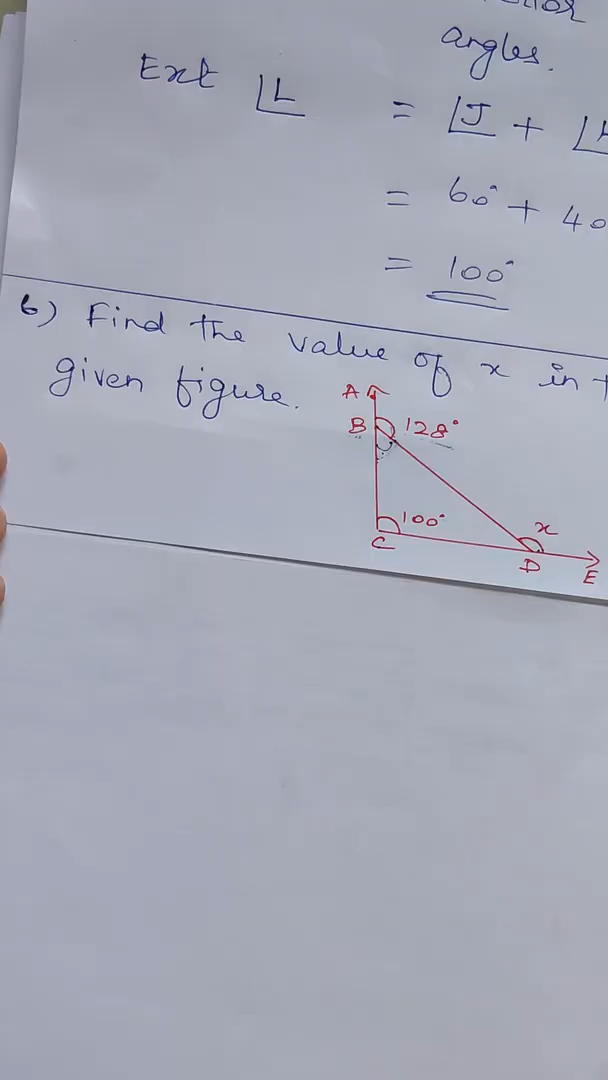 angles.
Ext ∠L = ∠J +
= 60° + 40
= 100°
6) Find the value of x in
given figure.
A
B 128°
100°
x
C
D
E